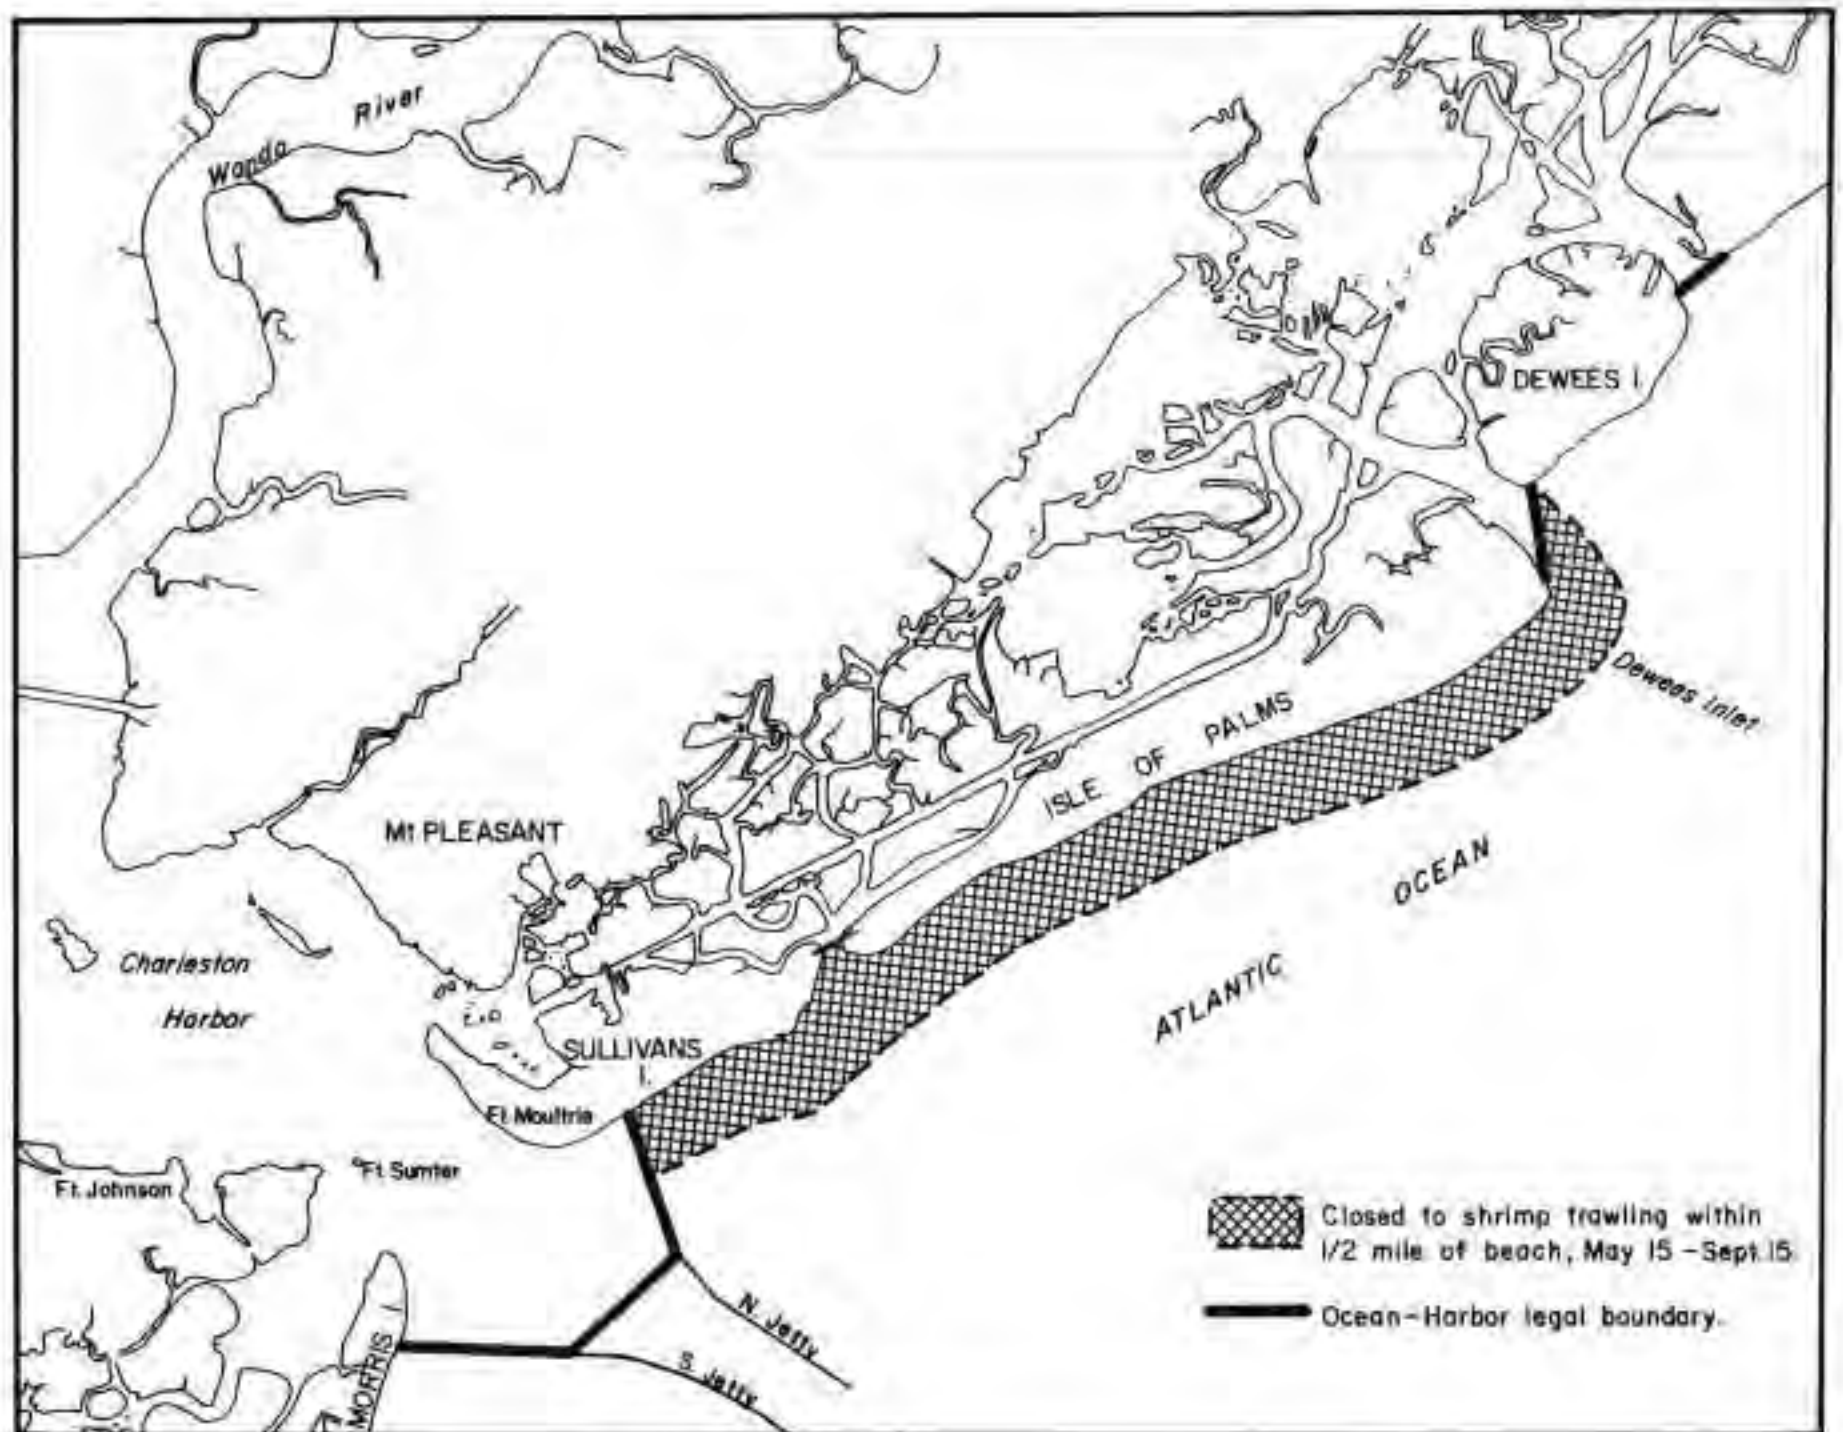 River
Wando
DEWEES I.
Dewees Inlet
ISLE OF PALMS
Mt PLEASANT
OCEAN
Charleston
Harbor
ATLANTIC
SULLIVANS
I.
Ft. Moultrie
Ft. Sumter
Ft. Johnson
Closed to shrimp trawling within
1/2 mile of beach, May 15 - Sept. 15.
N. Jetty
Ocean-Harbor legal boundary.
S. Jetty
MORRIS I.